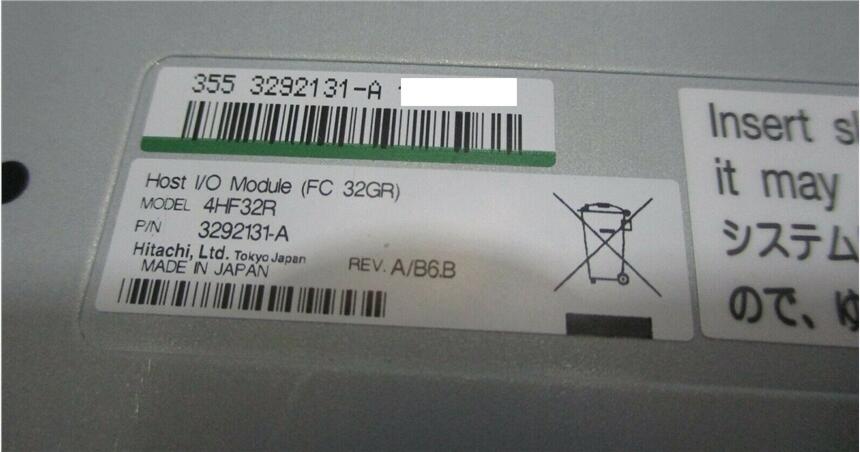 355 3292131-A
Host I/O Module (FC 32GR)
MODEL 4HF32R
P/N 3292131-A
Hitachi, Ltd. Tokyo Japan
MADE IN JAPAN
REV. A/B6.B
Insert
it may
システム
ので、ゆ